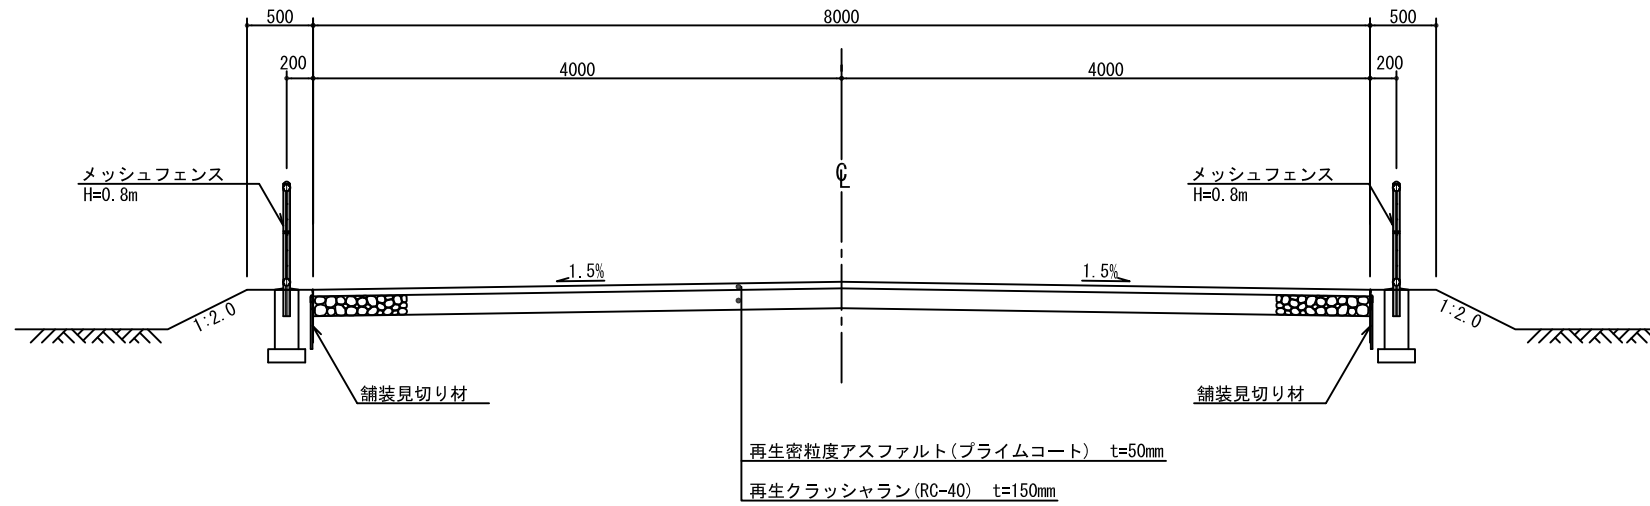 500
8000
500
200
4000
4000
200
メッシュフェンス
H=0.8m
℄
メッシュフェンス
H=0.8m
1.5%
1.5%
1:2.0
1:2.0
舗装見切り材
舗装見切り材
再生密粒度アスファルト(プライムコート) t=50mm
再生クラッシャラン(RC-40) t=150mm